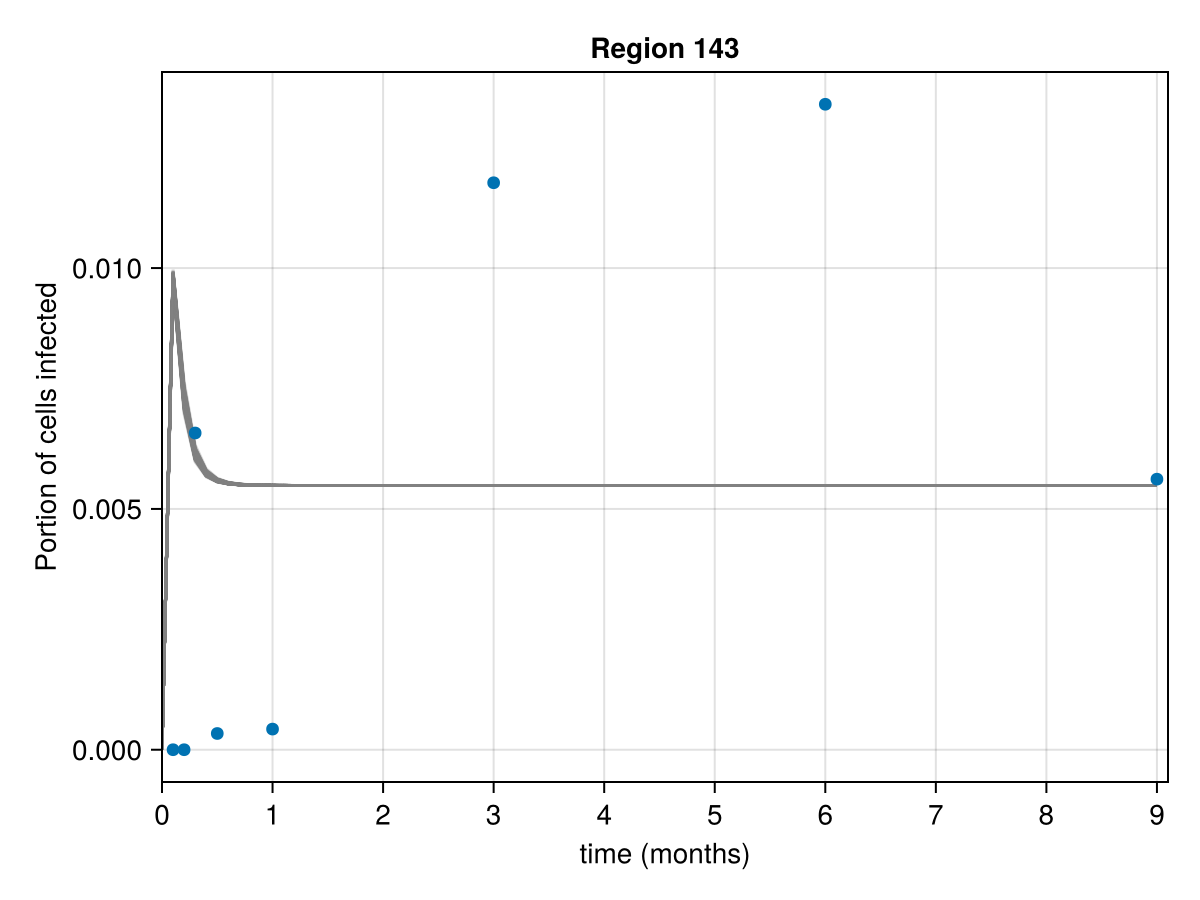 Region 143
Portion of cells infected
0.010
0.005
0.000
0 1 2 3 4 5 6 7 8 9
time (months)